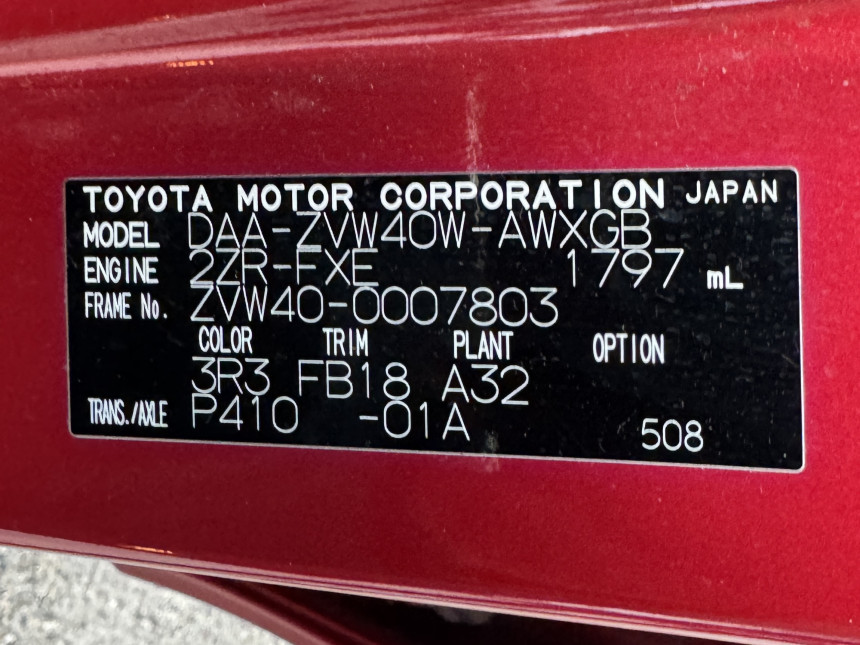 TOYOTA MOTOR CORPORATION JAPAN
MODEL DAA-ZVW40W-AWXGB
ENGINE 2ZR-FXE 1797 mL
FRAME No. ZVW40-0007803
COLOR TRIM PLANT OPTION
3R3 FB18 A32
TRANS./AXLE P410 -01A 508